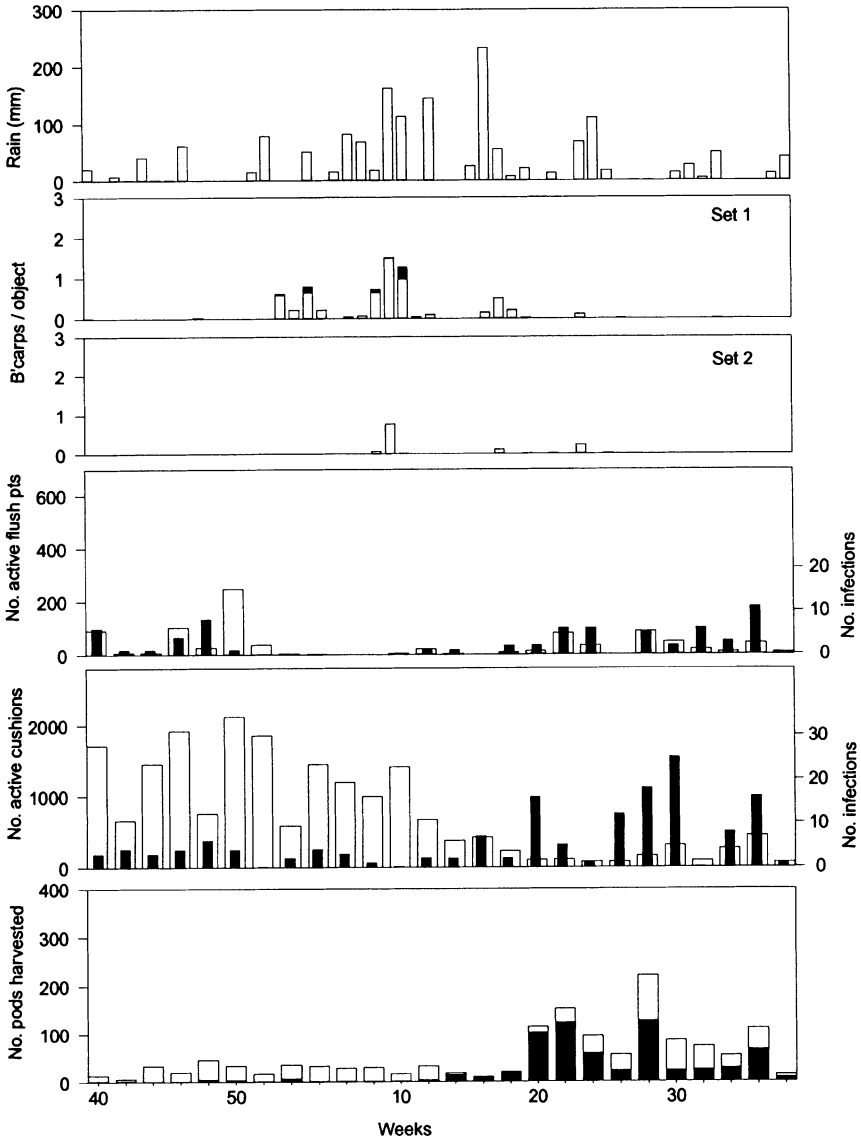 300
200
100
0
Rain (mm)
3
2
1
0
Set 1
B'carps / object
3
2
1
0
Set 2
600
400
200
0
No. active flush pts
20
10
0
No. infections
2000
1000
0
No. active cushions
30
20
10
0
No. infections
400
300
200
100
0
No. pods harvested
40 50 10 20 30
Weeks